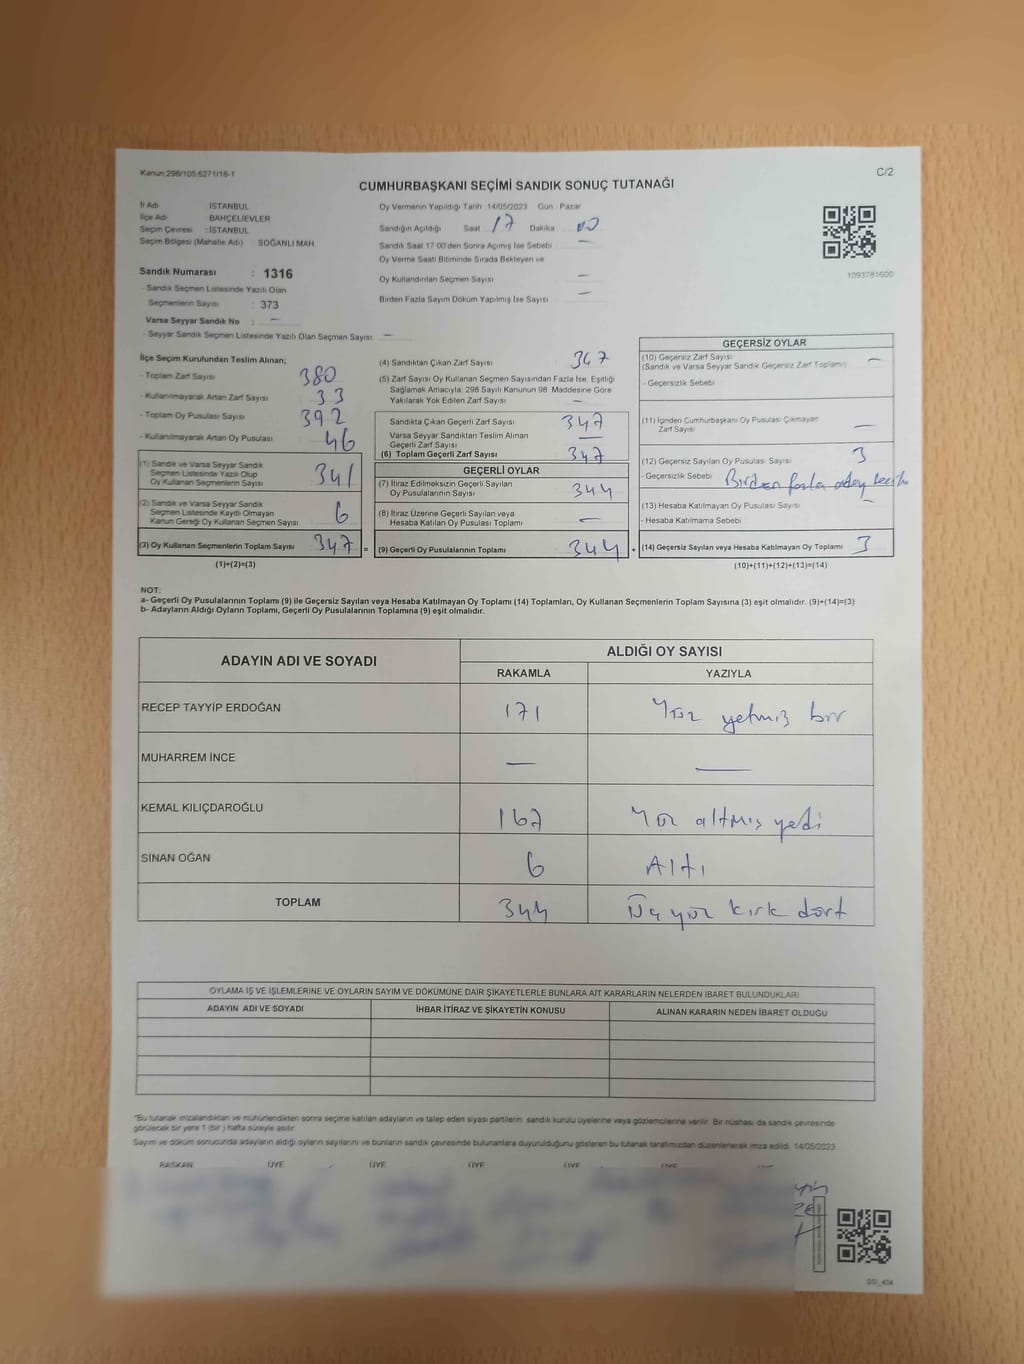 Kanun:298/105,6271/18-1
C/2
CUMHURBAŞKANI SEÇİMİ SANDIK SONUÇ TUTANAĞI
İl Adı : İSTANBUL
İlçe Adı : BAHÇELİEVLER
Seçim Çevresi : İSTANBUL
Seçim Bölgesi (Mahalle Adı) : SOĞANLI MAH.
Sandık Numarası : 1316
- Sandık Seçmen Listesinde Yazılı Olan
Seçmenlerin Sayısı : 373
Varsa Seyyar Sandık No : —
- Seyyar Sandık Seçmen Listesinde Yazılı Olan Seçmen Sayısı: —
Oy Vermenin Yapıldığı Tarih 14/05/2023 Gün : Pazar
Sandığın Açıldığı Saat 17 Dakika 00
Sandık Saat 17:00'den Sonra Açılmış İse Sebebi —
Oy Verme Saati Bitiminde Sırada Bekleyen ve
Oy Kullandırılan Seçmen Sayısı —
Birden Fazla Sayım Döküm Yapılmış İse Sayısı —
1093781600
İlçe Seçim Kurulundan Teslim Alınan;
- Toplam Zarf Sayısı 380
- Kullanılmayarak Artan Zarf Sayısı 33
- Toplam Oy Pusulası Sayısı 392
- Kullanılmayarak Artan Oy Pusulası 46
(1) Sandık ve Varsa Seyyar Sandık
Seçmen Listesinde Yazılı Olup
Oy Kullanan Seçmenlerin Sayısı 341
(2) Sandık ve Varsa Seyyar Sandık
Seçmen Listesinde Kayıtlı Olmayan
Kanun Gereği Oy Kullanan Seçmen Sayısı 6
(3) Oy Kullanan Seçmenlerin Toplam Sayısı 347 =
(1)+(2)=(3)
(4) Sandıktan Çıkan Zarf Sayısı 347
(5) Zarf Sayısı Oy Kullanan Seçmen Sayısından Fazla İse, Eşitliği
Sağlamak Amacıyla, 298 Sayılı Kanunun 98. Maddesine Göre
Yakılarak Yok Edilen Zarf Sayısı —
Sandıkta Çıkan Geçerli Zarf Sayısı 347
Varsa Seyyar Sandıktan Teslim Alınan
Geçerli Zarf Sayısı —
(6) Toplam Geçerli Zarf Sayısı 347
GEÇERLİ OYLAR
(7) İtiraz Edilmeksizin Geçerli Sayılan
Oy Pusulalarının Sayısı 344
(8) İtiraz Üzerine Geçerli Sayılan veya
Hesaba Katılan Oy Pusulası Toplamı —
(9) Geçerli Oy Pusulalarının Toplamı 344 +
GEÇERSİZ OYLAR
(10) Geçersiz Zarf Sayısı —
(Sandık ve Varsa Seyyar Sandık Geçersiz Zarf Toplamı)
- Geçersizlik Sebebi
(11) İçinden Cumhurbaşkanı Oy Pusulası Çıkmayan
Zarf Sayısı —
(12) Geçersiz Sayılan Oy Pusulası Sayısı 3
- Geçersizlik Sebebi Birden fazla aday
(13) Hesaba Katılmayan Oy Pusulası Sayısı —
- Hesaba Katılmama Sebebi
(14) Geçersiz Sayılan veya Hesaba Katılmayan Oy Toplamı 3
(10)+(11)+(12)+(13)=(14)
NOT:
a- Geçerli Oy Pusulalarının Toplamı (9) ile Geçersiz Sayılan veya Hesaba Katılmayan Oy Toplamı (14) Toplamları, Oy Kullanan Seçmenlerin Toplam Sayısına (3) eşit olmalıdır. (9)+(14)=(3)
b- Adayların Aldığı Oyların Toplamı, Geçerli Oy Pusulalarının Toplamına (9) eşit olmalıdır.
ADAYIN ADI VE SOYADI
ALDIĞI OY SAYISI
RAKAMLA YAZIYLA
RECEP TAYYİP ERDOĞAN 171 Yüz yetmiş bir
MUHARREM İNCE — —
KEMAL KILIÇDAROĞLU 167 Yüz altmış yedi
SİNAN OĞAN 6 Altı
TOPLAM 344 Üç yüz kırk dört
OYLAMA İŞ VE İŞLEMLERİNE VE OYLARIN SAYIM VE DÖKÜMÜNE DAİR ŞİKAYETLERLE BUNLARA AİT KARARLARIN NELERDEN İBARET BULUNDUKLARI
ADAYIN ADI VE SOYADI İHBAR İTİRAZ VE ŞİKAYETİN KONUSU ALINAN KARARIN NEDEN İBARET OLDUĞU
"Bu tutanak imzalandıktan ve mühürlendikten sonra seçime katılan adayların ve talep eden siyasi partilerin sandık kurulu üyelerine veya gözlemcilerine verilir. Bir nüshası da sandık çevresinde
görülecek bir yere 1 (bir) hafta süreyle asılır.
Sayım ve döküm sonucunda adayların aldığı oyların sayılarını ve bunların sandık çevresinde bulunanlara duyurulduğunu gösteren bu tutanak tarafımızdan düzenlenerek imza edildi. 14/05/2023
BAŞKAN ÜYE ÜYE ÜYE ÜYE ÜYE